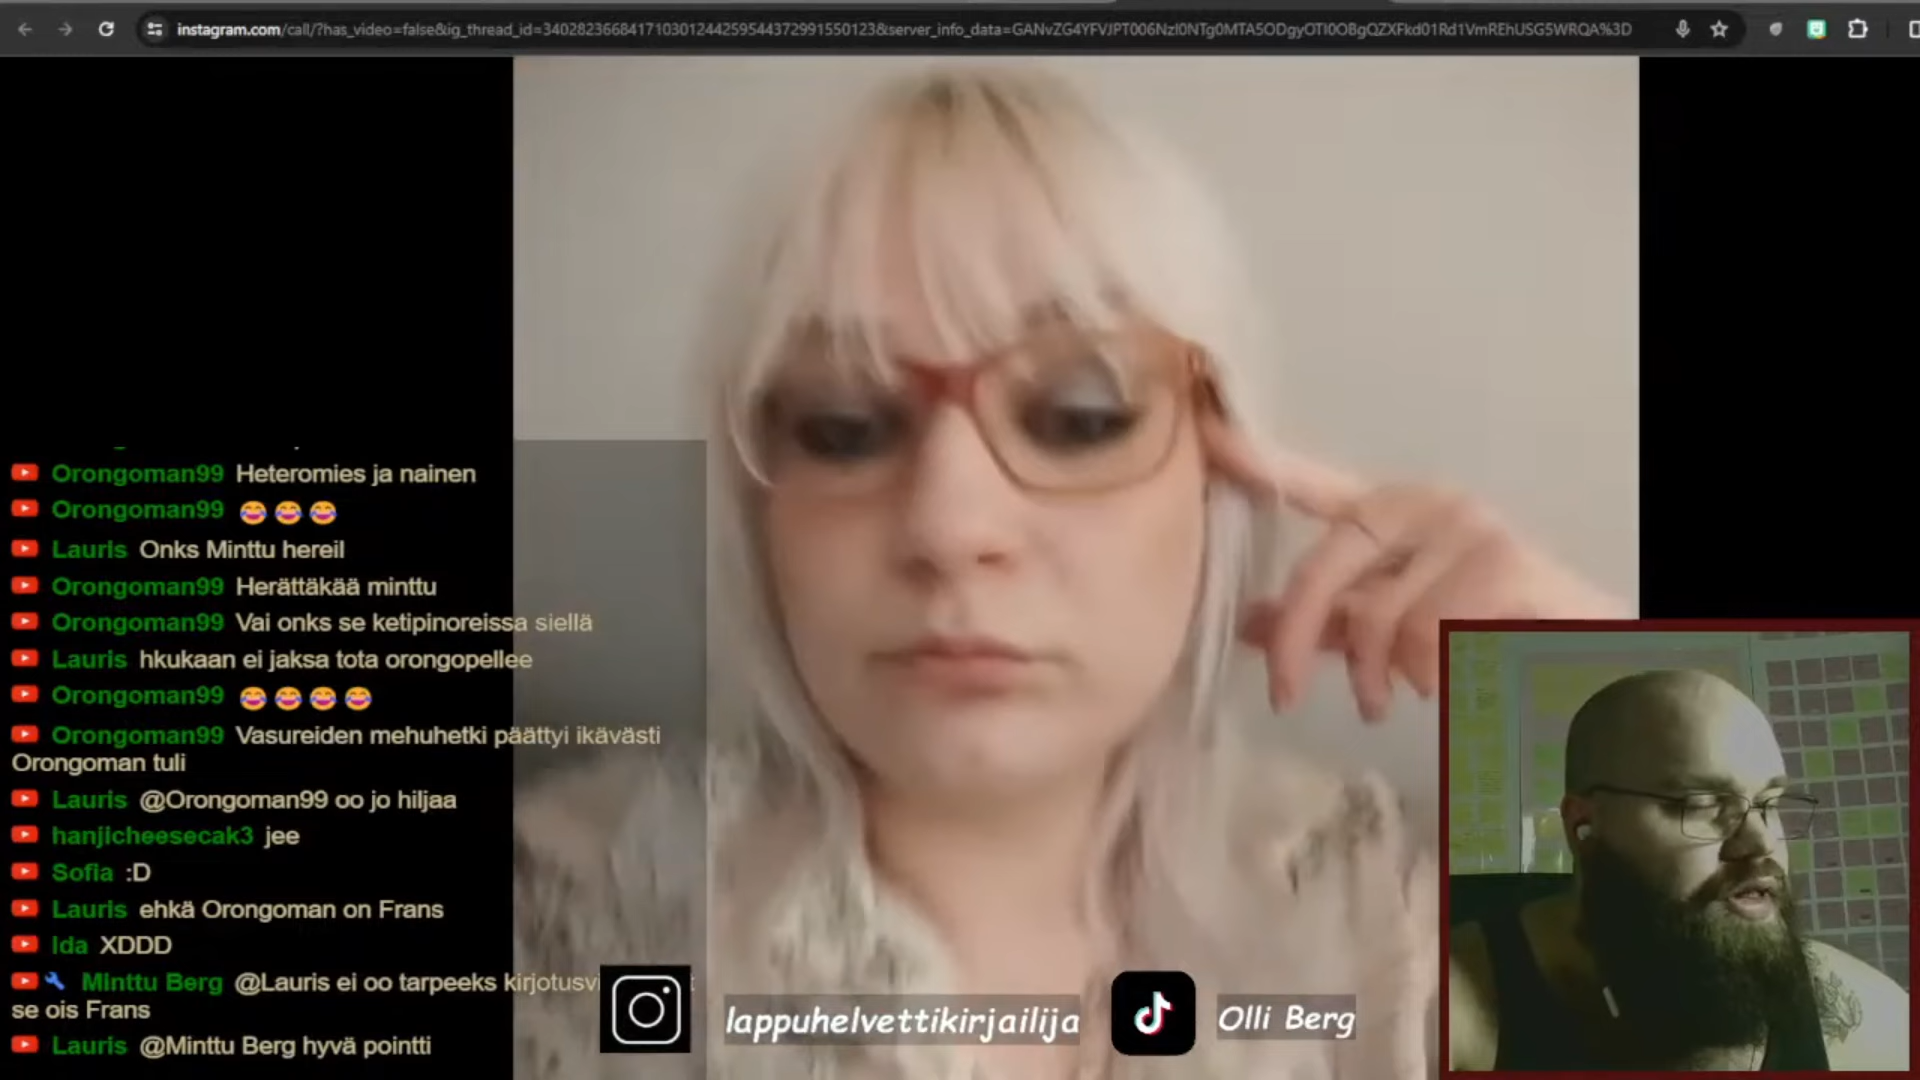 instagram.com/call/?has_video=false&ig_thread_id=340282366841710301244259544372991550123&server_info_data=GANvZG4YFVJPT006NzI0NTg0MTA5ODgyOTI0OBgQZXFkd01Rd1VmREhUSG5WRQA%3D
Orongoman99 Heteromies ja nainen
Orongoman99 😂 😂 😂
Lauris Onks Minttu hereil
Orongoman99 Herättäkää minttu
Orongoman99 Vai onks se ketipinoreissa siellä
Lauris hkukaan ei jaksa tota orongopellee
Orongoman99 😂 😂 😂 😂
Orongoman99 Vasureiden mehuhetki päättyi ikävästi
Orongoman tuli
Lauris @Orongoman99 oo jo hiljaa
hanjicheesecak3 jee
Sofia :D
Lauris ehkä Orongoman on Frans
Ida XDDD
Minttu Berg @Lauris ei oo tarpeeks
se ois Frans
Lauris @Minttu Berg hyvä pointti
lappuhelvettikirjailija
Olli Berg